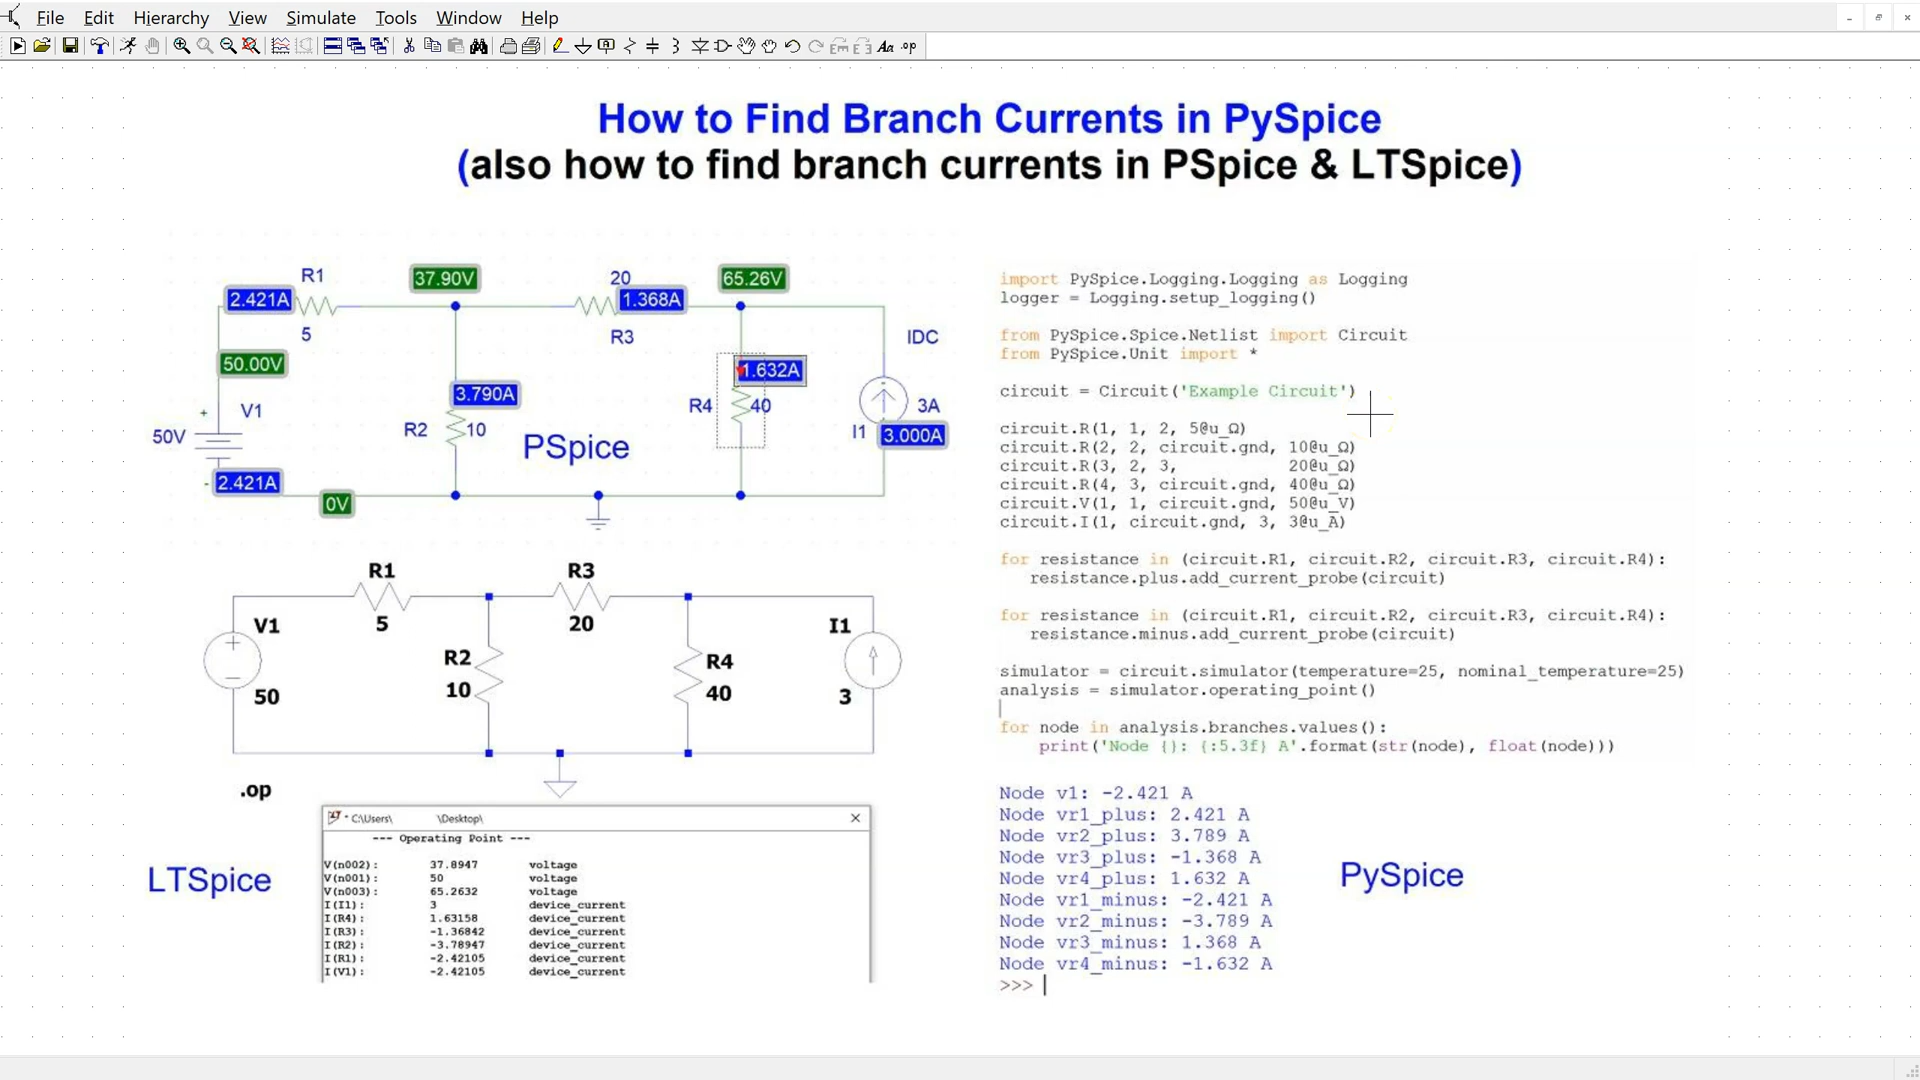 File Edit Hierarchy View Simulate Tools Window Help
Aa .op
How to Find Branch Currents in PySpice
(also how to find branch currents in PSpice & LTSpice)
R1
2.421A
5
37.90V
20
1.368A
R3
65.26V
IDC
50.00V
+
V1
50V
-
2.421A
0V
3.790A
R2
10
PSpice
1.632A
R4
40
3A
I1
3.000A
R1
5
R3
20
V1
50
R2
10
R4
40
I1
3
.op
LTSpice
C:\Users\ \Desktop\
--- Operating Point ---
V(n002): 37.8947 voltage
V(n001): 50 voltage
V(n003): 65.2632 voltage
I(I1): 3 device_current
I(R4): 1.63158 device_current
I(R3): -1.36842 device_current
I(R2): -3.78947 device_current
I(R1): -2.42105 device_current
I(V1): -2.42105 device_current
import PySpice.Logging.Logging as Logging
logger = Logging.setup_logging()
from PySpice.Spice.Netlist import Circuit
from PySpice.Unit import *
circuit = Circuit('Example Circuit')
circuit.R(1, 1, 2, 5@u_Ω)
circuit.R(2, 2, circuit.gnd, 10@u_Ω)
circuit.R(3, 2, 3, 20@u_Ω)
circuit.R(4, 3, circuit.gnd, 40@u_Ω)
circuit.V(1, 1, circuit.gnd, 50@u_V)
circuit.I(1, circuit.gnd, 3, 3@u_A)
for resistance in (circuit.R1, circuit.R2, circuit.R3, circuit.R4):
resistance.plus.add_current_probe(circuit)
for resistance in (circuit.R1, circuit.R2, circuit.R3, circuit.R4):
resistance.minus.add_current_probe(circuit)
simulator = circuit.simulator(temperature=25, nominal_temperature=25)
analysis = simulator.operating_point()
for node in analysis.branches.values():
print('Node {}: {:5.3f} A'.format(str(node), float(node)))
Node v1: -2.421 A
Node vr1_plus: 2.421 A
Node vr2_plus: 3.789 A
Node vr3_plus: -1.368 A
Node vr4_plus: 1.632 A
Node vr1_minus: -2.421 A
Node vr2_minus: -3.789 A
Node vr3_minus: 1.368 A
Node vr4_minus: -1.632 A
>>>
PySpice